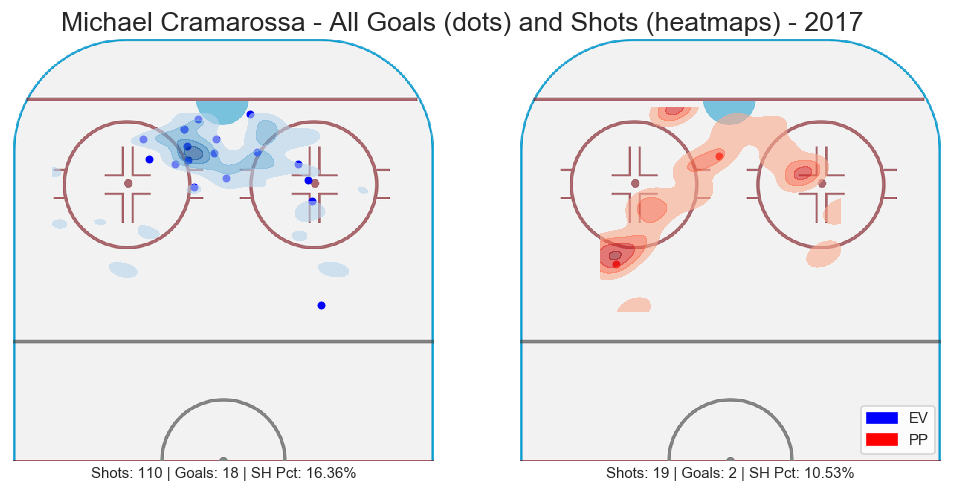 Michael Cramarossa - All Goals (dots) and Shots (heatmaps) - 2017
EV
PP
Shots: 110 | Goals: 18 | SH Pct: 16.36%
Shots: 19 | Goals: 2 | SH Pct: 10.53%